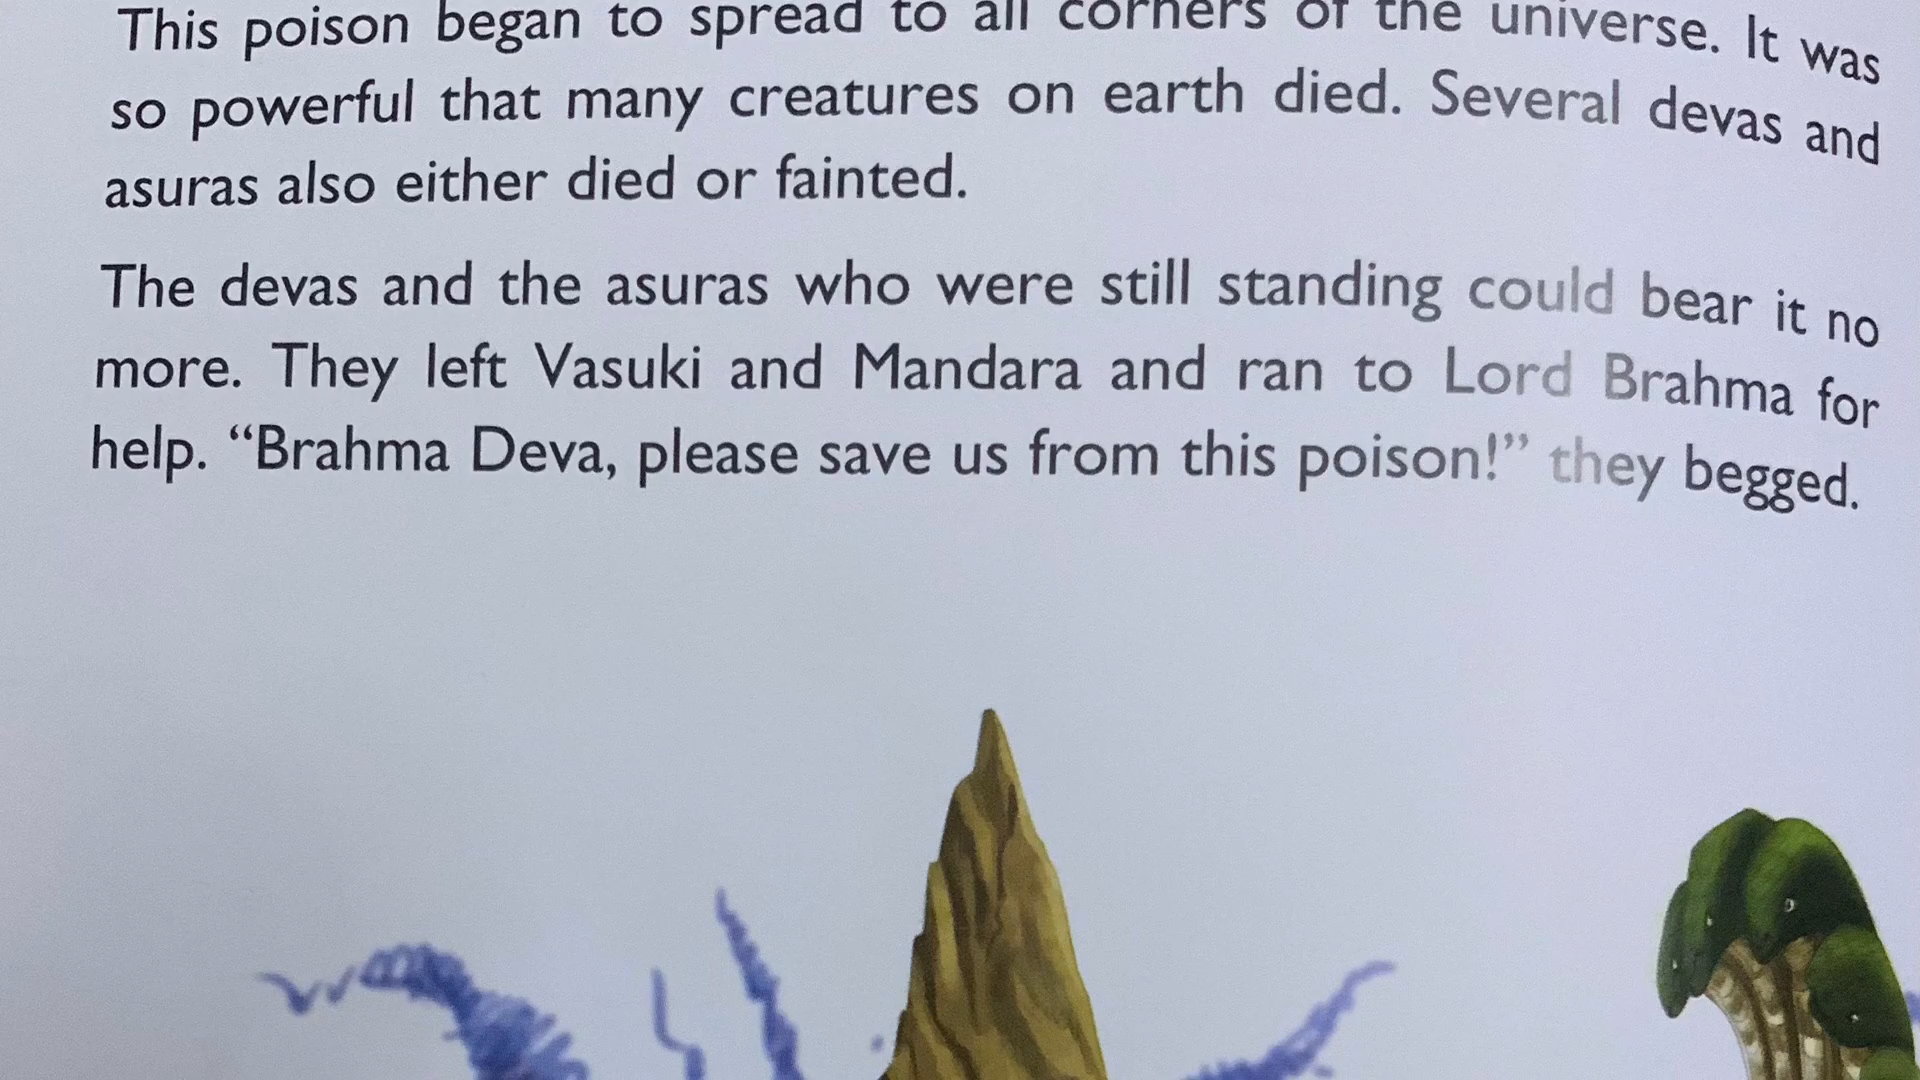 This poison began to spread to all corners of the universe. It was
so powerful that many creatures on earth died. Several devas and
asuras also either died or fainted.
The devas and the asuras who were still standing could bear it no
more. They left Vasuki and Mandara and ran to Lord Brahma for
help. “Brahma Deva, please save us from this poison!” they begged.